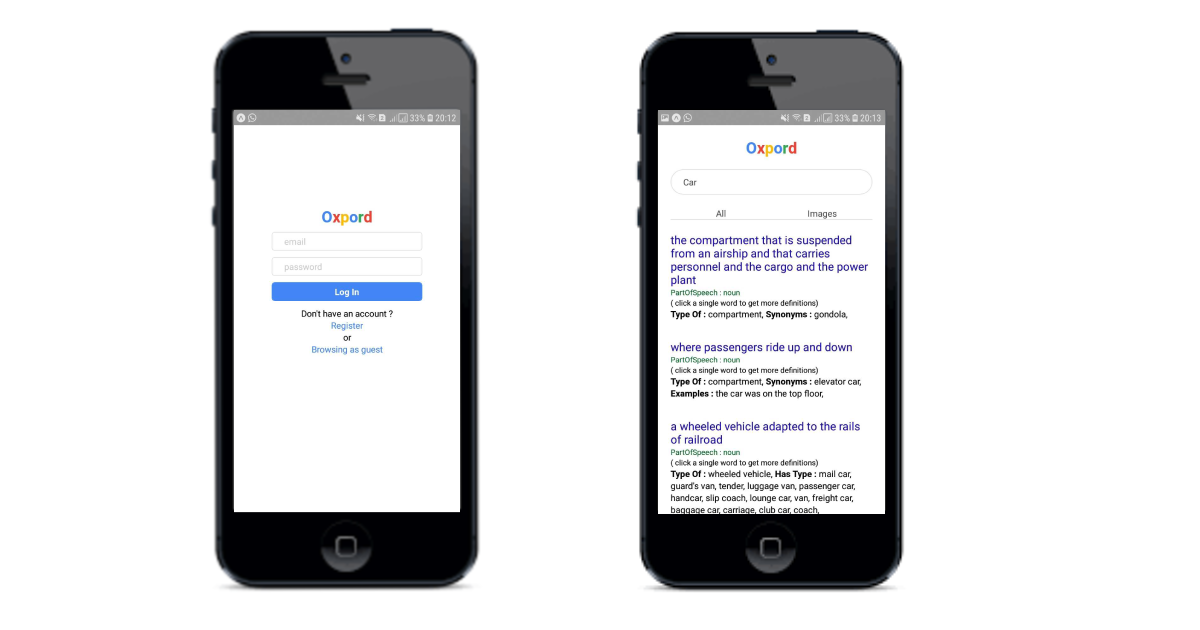 33% 20:12
Oxpord
email
password
Log In
Don't have an account ?
Register
or
Browsing as guest
33% 20:13
Oxpord
Car
All Images
the compartment that is suspended
from an airship and that carries
personnel and the cargo and the power
plant
PartOfSpeech : noun
( click a single word to get more definitions)
Type Of : compartment, Synonyms : gondola,
where passengers ride up and down
PartOfSpeech : noun
( click a single word to get more definitions)
Type Of : compartment, Synonyms : elevator car,
Examples : the car was on the top floor,
a wheeled vehicle adapted to the rails
of railroad
PartOfSpeech : noun
( click a single word to get more definitions)
Type Of : wheeled vehicle, Has Type : mail car,
guard's van, tender, luggage van, passenger car,
handcar, slip coach, lounge car, van, freight car,
baggage car, carriage, club car, coach,